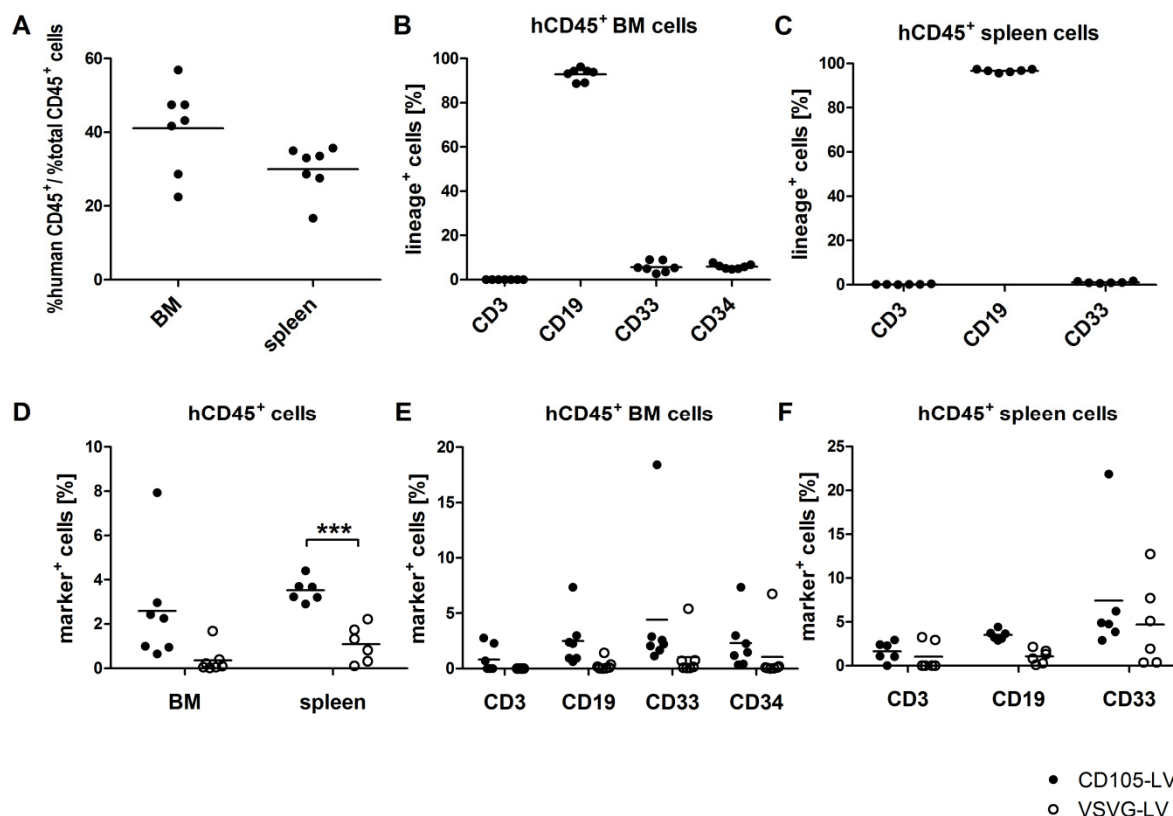 A
%human CD45⁺/ %total CD45⁺ cells
60
40
20
0
BM
spleen
B
hCD45⁺ BM cells
lineage⁺ cells [%]
100
80
60
40
20
0
CD3
CD19
CD33
CD34
C
hCD45⁺ spleen cells
lineage⁺ cells [%]
100
80
60
40
20
0
CD3
CD19
CD33
D
hCD45⁺ cells
marker⁺ cells [%]
10
8
6
4
2
0
***
BM
spleen
E
hCD45⁺ BM cells
marker⁺ cells [%]
20
15
10
5
0
CD3
CD19
CD33
CD34
F
hCD45⁺ spleen cells
marker⁺ cells [%]
25
20
15
10
5
0
CD3
CD19
CD33
CD105-LV
VSVG-LV